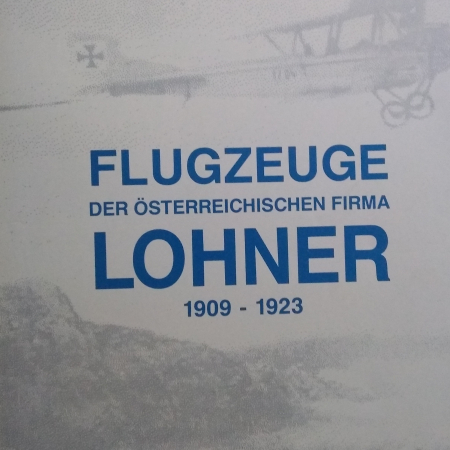 FLUGZEUGE
DER ÖSTERREICHISCHEN FIRMA
LOHNER
1909 - 1923